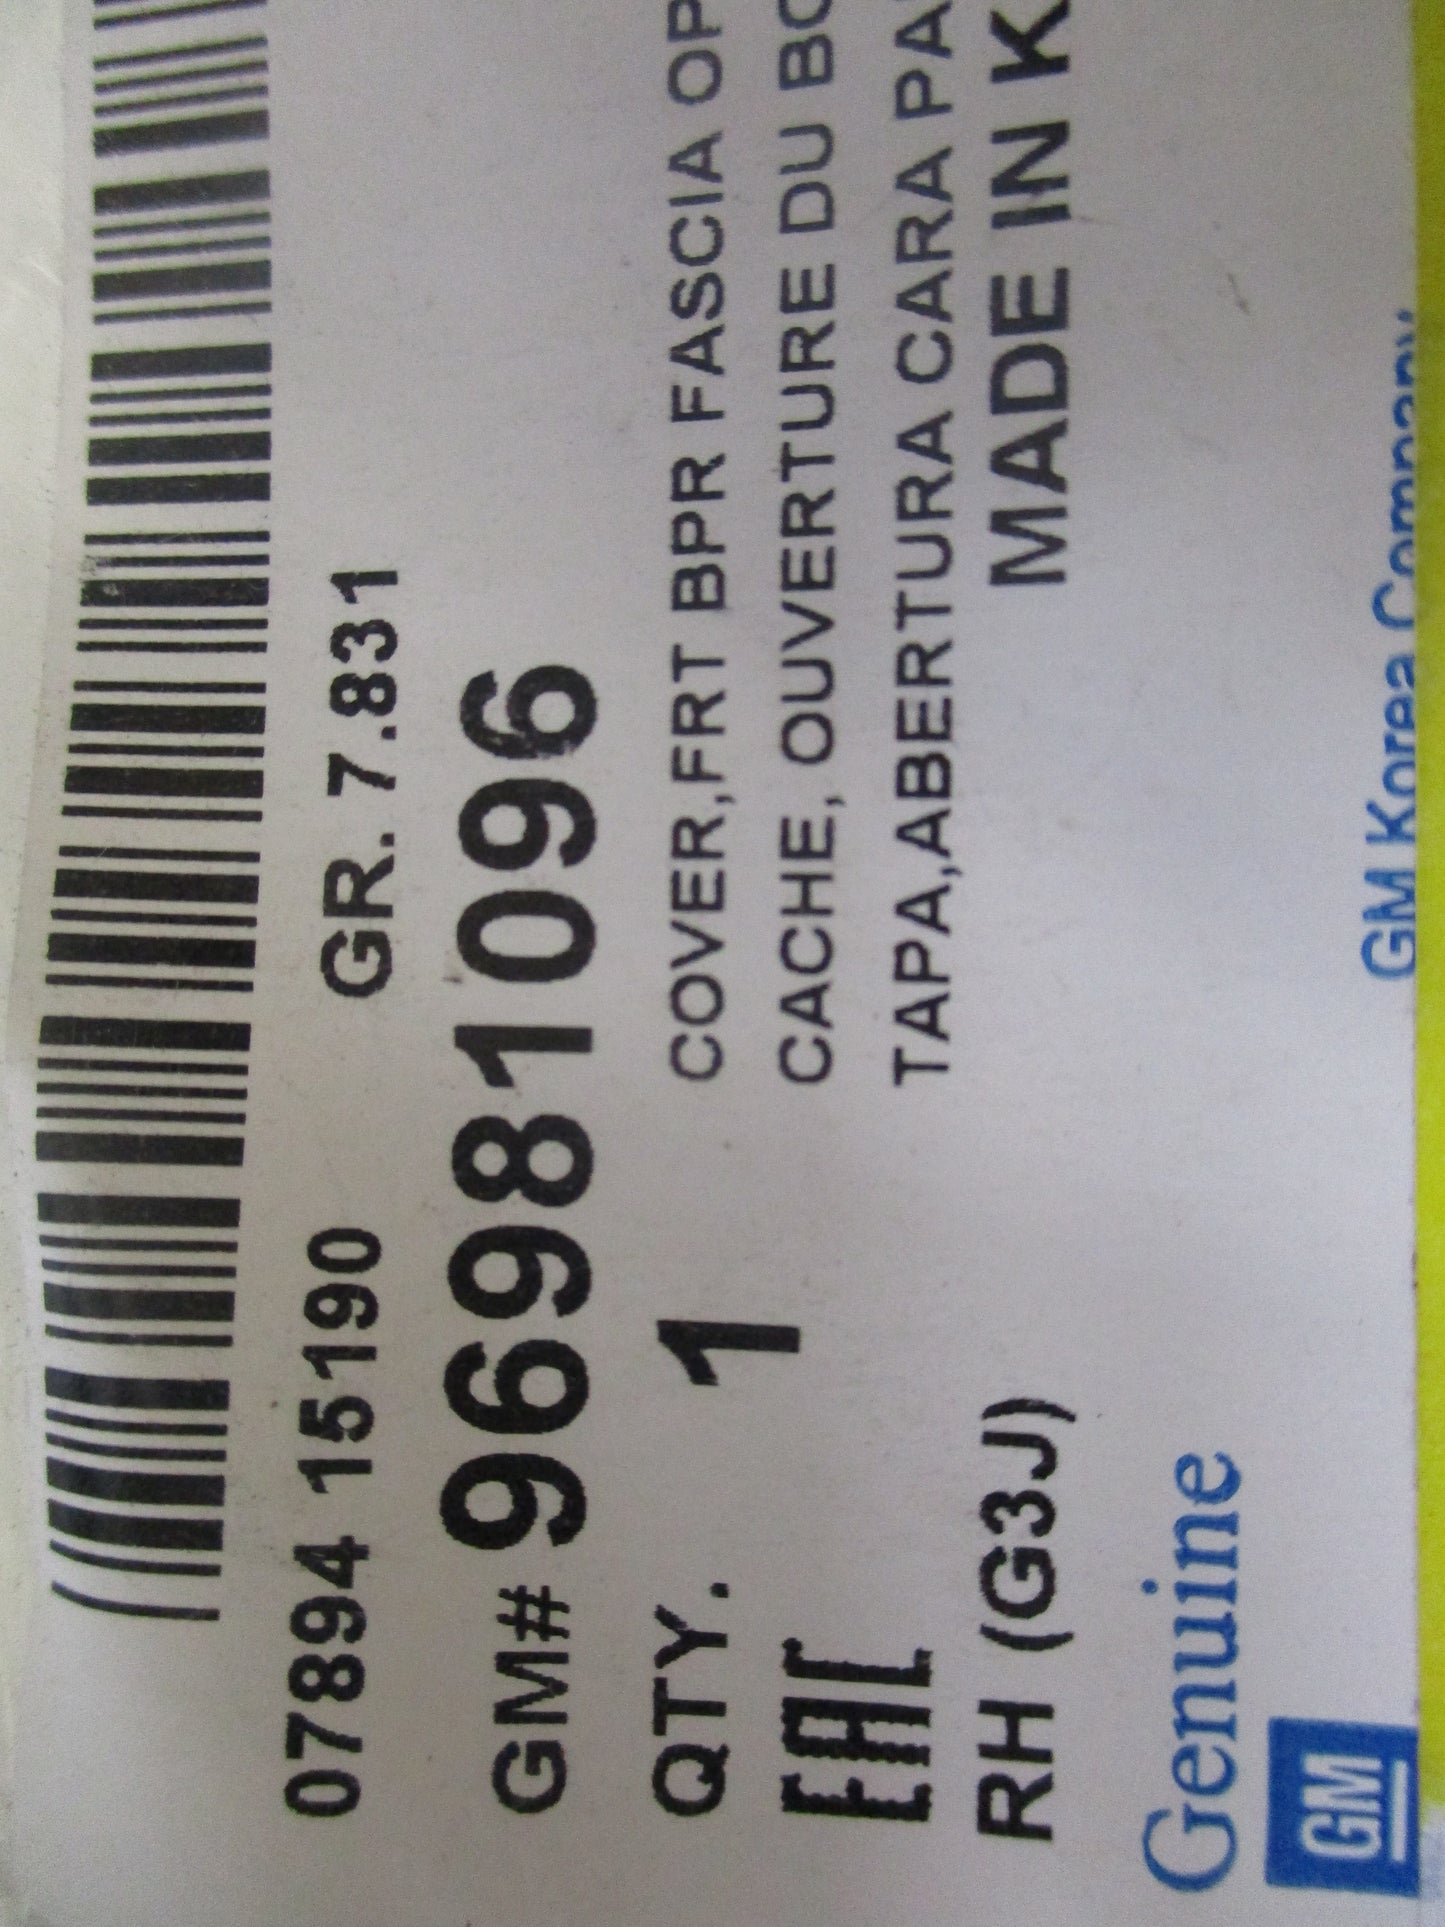 07894 15190 GR. 7.831
GM# 96981096
QTY. 1 COVER,FRT BPR FASCIA OP
EAC CACHE, OUVERTURE DU BO
TAPA,ABERTURA CARA PA
RH (G3J) MADE IN K
Genuine
GM GM Korea Company